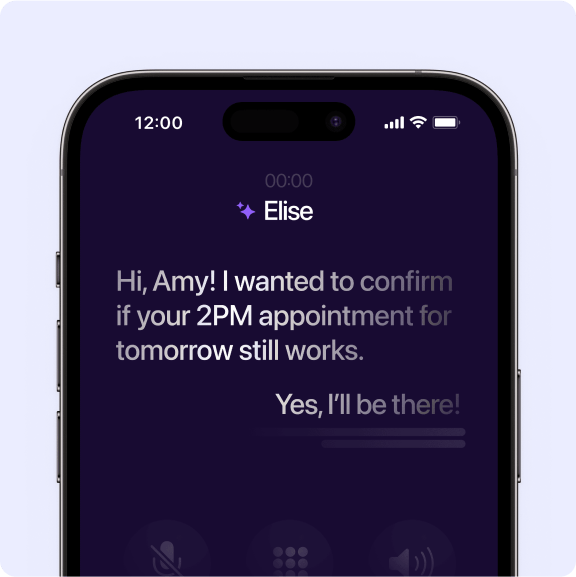 12:00
00:00
Elise
Hi, Amy! I wanted to confirm
if your 2PM appointment for
tomorrow still works.
Yes, I’ll be there!